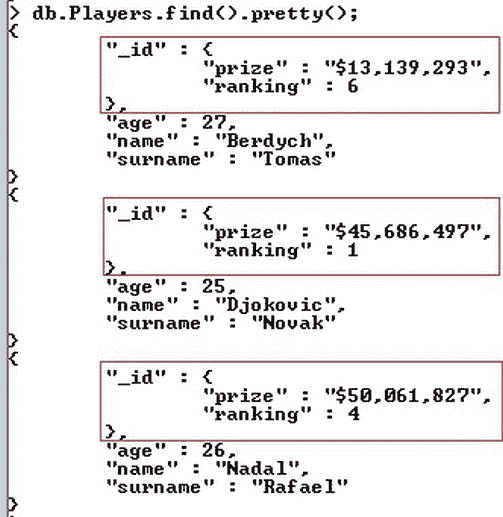 > db.Players.find().pretty();
{
"_id" : {
"prize" : "$13,139,293",
"ranking" : 6
},
"age" : 27,
"name" : "Berdych",
"surname" : "Tomas"
}
{
"_id" : {
"prize" : "$45,686,497",
"ranking" : 1
},
"age" : 25,
"name" : "Djokovic",
"surname" : "Novak"
}
{
"_id" : {
"prize" : "$50,061,827",
"ranking" : 4
},
"age" : 26,
"name" : "Nadal",
"surname" : "Rafael"
}